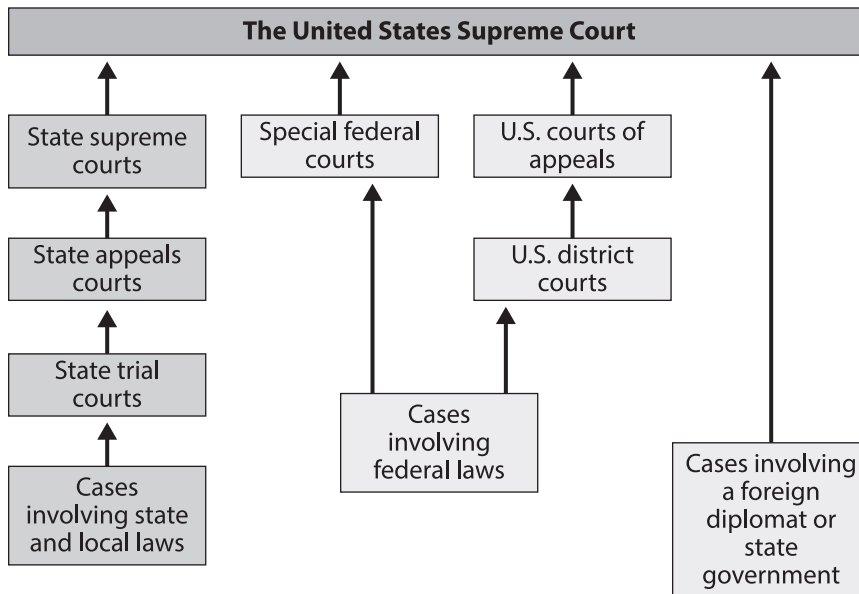 The United States Supreme Court
State supreme
courts
Special federal
courts
U.S. courts of
appeals
State appeals
courts
U.S. district
courts
State trial
courts
Cases
involving
federal laws
Cases
involving state
and local laws
Cases involving
a foreign
diplomat or
state
government